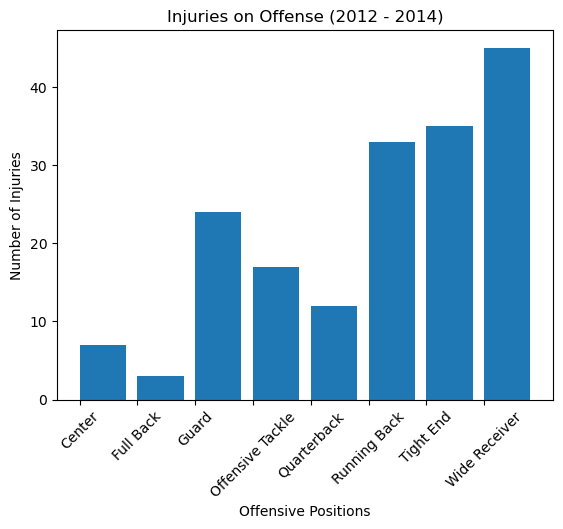 Injuries on Offense (2012 - 2014)
Number of Injuries
40
30
20
10
0
Center
Full Back
Guard
Offensive Tackle
Quarterback
Running Back
Tight End
Wide Receiver
Offensive Positions